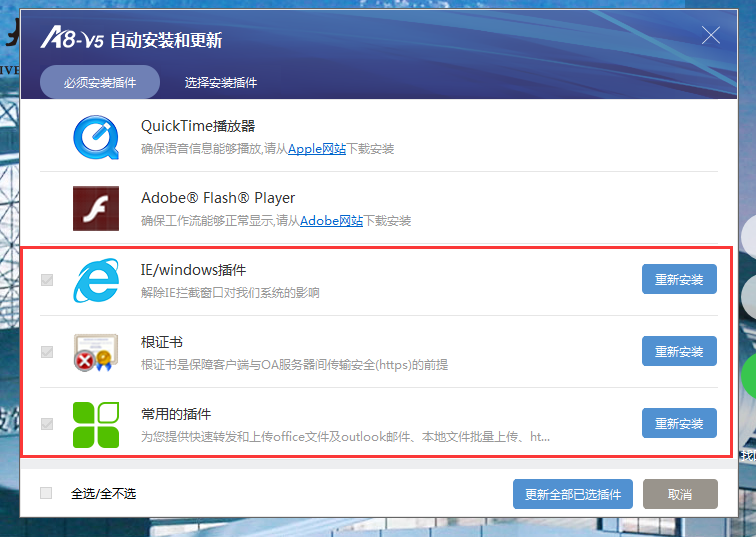 A8-V5 自动安装和更新
必须安装插件 选择安装插件
QuickTime播放器
确保语音信息能够播放,请从Apple网站下载安装
Adobe® Flash® Player
确保工作流能够正常显示,请从Adobe网站下载安装
IE/windows插件
解除IE拦截窗口对我们系统的影响
重新安装
根证书
根证书是保障客户端与OA服务器间传输安全(https)的前提
重新安装
常用的插件
为您提供快速转发和上传office文件及outlook邮件、本地文件批量上传、ht...
重新安装
全选/全不选
更新全部已选插件
取消